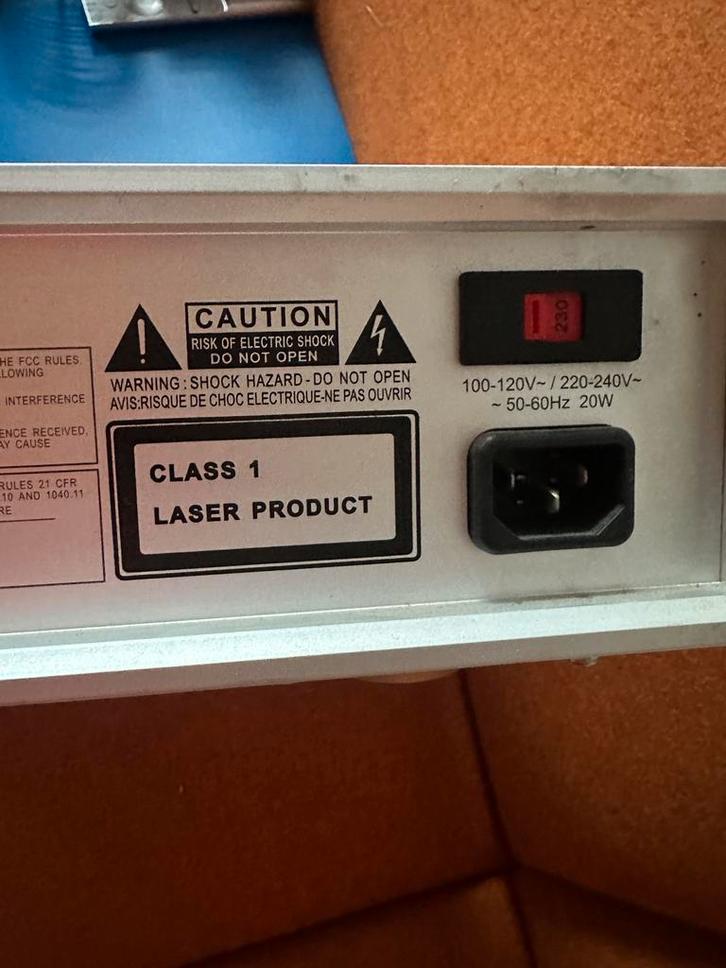 HE FCC RULES.
LOWING
INTERFERENCE
ENCE RECEIVED,
AY CAUSE
RULES 21 CFR
.10 AND 1040.11
RE
CAUTION
RISK OF ELECTRIC SHOCK
DO NOT OPEN
WARNING : SHOCK HAZARD - DO NOT OPEN
AVIS:RISQUE DE CHOC ELECTRIQUE-NE PAS OUVRIR
CLASS 1
LASER PRODUCT
230
100-120V~ / 220-240V~
~ 50-60Hz 20W